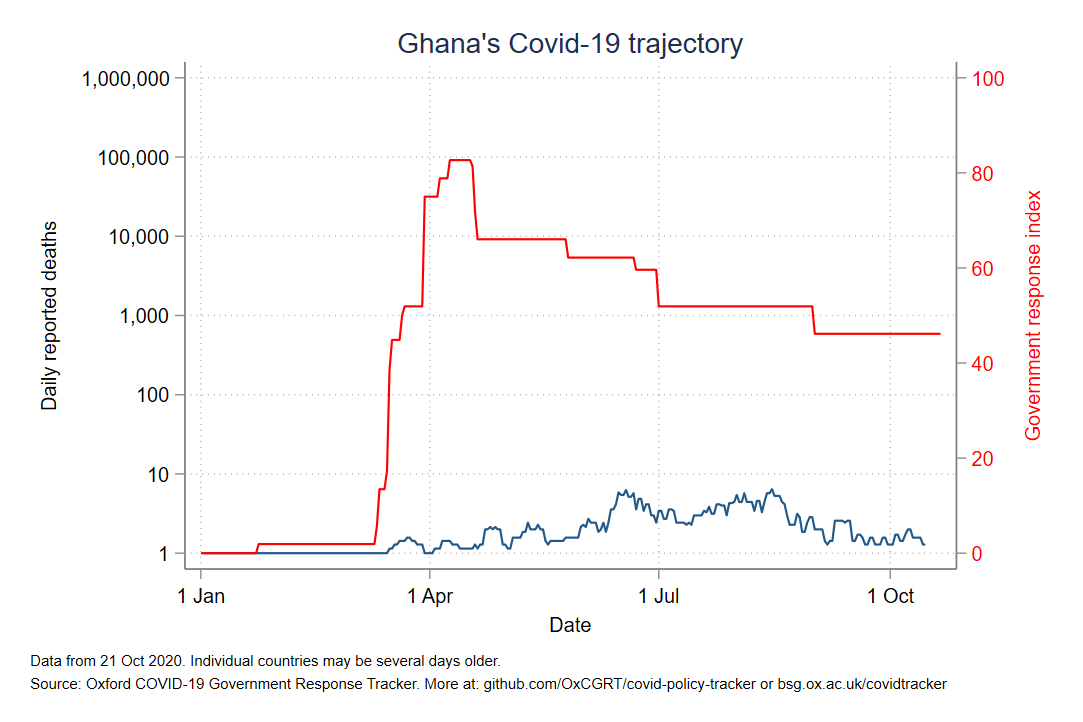 Ghana's Covid-19 trajectory
1,000,000
100,000
10,000
1,000
100
10
1
Daily reported deaths
100
80
60
40
20
0
Government response index
1 Jan
1 Apr
1 Jul
1 Oct
Date
Data from 21 Oct 2020. Individual countries may be several days older.
Source: Oxford COVID-19 Government Response Tracker. More at: github.com/OxCGRT/covid-policy-tracker or bsg.ox.ac.uk/covidtracker